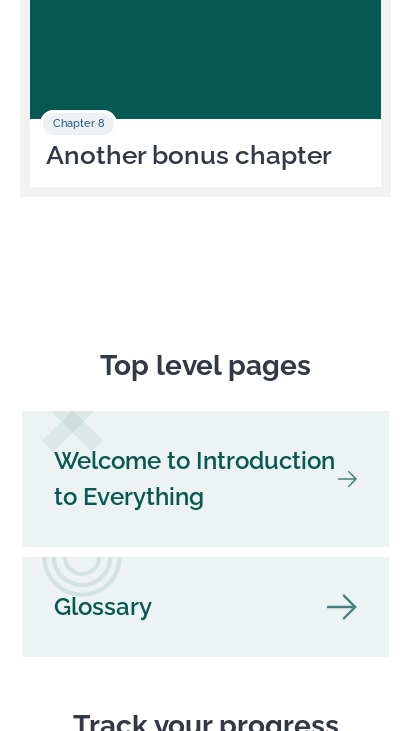 Chapter 8
Another bonus chapter
Top level pages
Welcome to Introduction
to Everything
Glossary
Track your progress